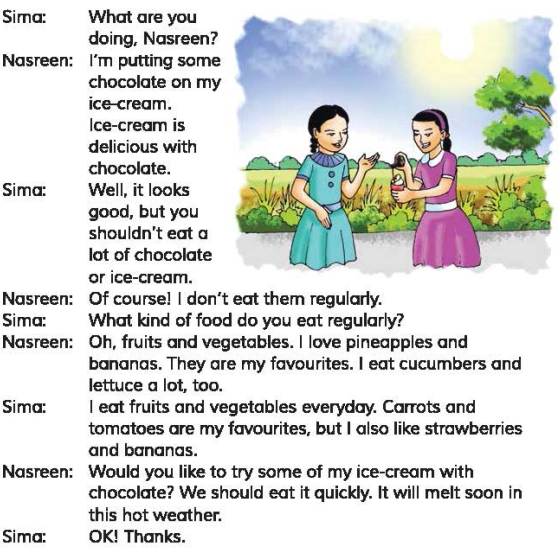 Sima: What are you
doing, Nasreen?
Nasreen: I'm putting some
chocolate on my
ice-cream.
Ice-cream is
delicious with
chocolate.
Sima: Well, it looks
good, but you
shouldn't eat a
lot of chocolate
or ice-cream.
Nasreen: Of course! I don't eat them regularly.
Sima: What kind of food do you eat regularly?
Nasreen: Oh, fruits and vegetables. I love pineapples and
bananas. They are my favourites. I eat cucumbers and
lettuce a lot, too.
Sima: I eat fruits and vegetables everyday. Carrots and
tomatoes are my favourites, but I also like strawberries
and bananas.
Nasreen: Would you like to try some of my ice-cream with
chocolate? We should eat it quickly. It will melt soon in
this hot weather.
Sima: OK! Thanks.